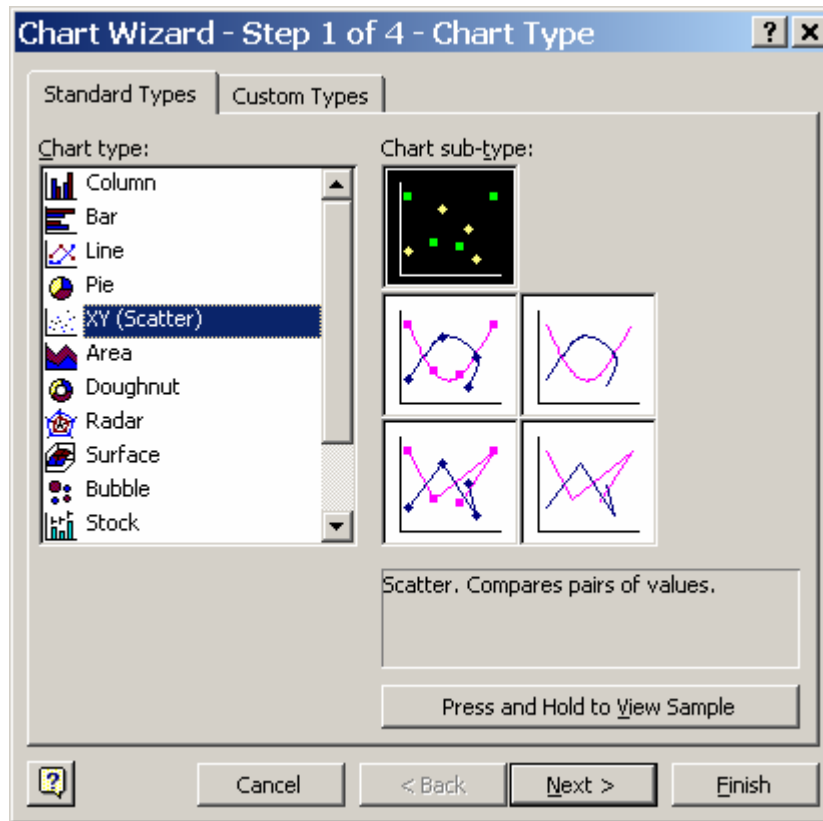 Chart Wizard - Step 1 of 4 - Chart Type
Standard Types
Custom Types
Chart type:
Column
Bar
Line
Pie
XY (Scatter)
Area
Doughnut
Radar
Surface
Bubble
Stock
Chart sub-type:
Scatter. Compares pairs of values.
Press and Hold to View Sample
Cancel
< Back
Next >
Finish